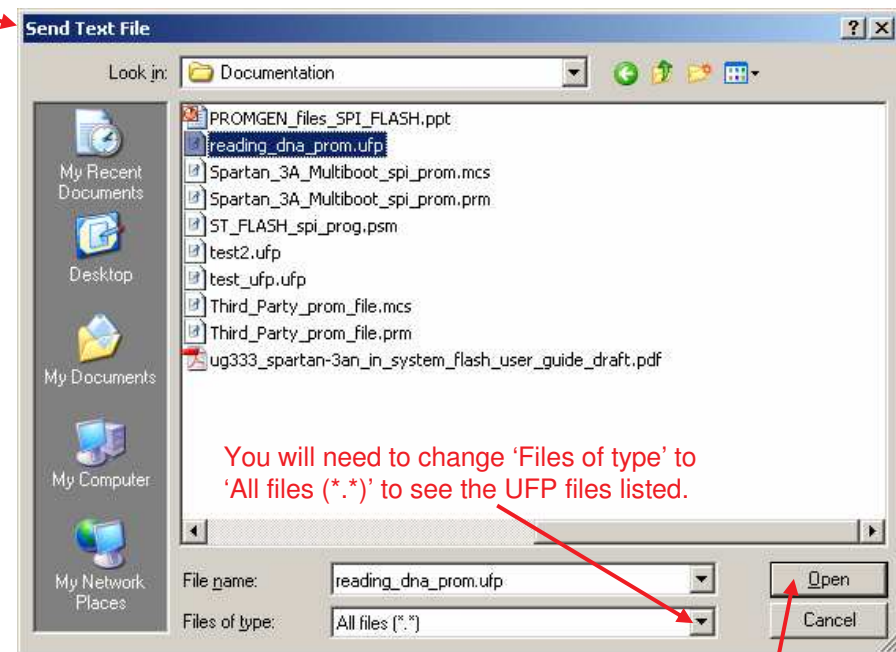 Send Text File
Look in:
Documentation
My Recent
Documents
Desktop
My Documents
My Computer
My Network
Places
PROMGEN_files_SPI_FLASH.ppt
reading_dna_prom.ufp
Spartan_3A_Multiboot_spi_prom.mcs
Spartan_3A_Multiboot_spi_prom.prm
ST_FLASH_spi_prog.psm
test2.ufp
test_ufp.ufp
Third_Party_prom_file.mcs
Third_Party_prom_file.prm
ug333_spartan-3an_in_system_flash_user_guide_draft.pdf
You will need to change ‘Files of type’ to
‘All files (*.*)’ to see the UFP files listed.
File name:
reading_dna_prom.ufp
Open
Files of type:
All files (*.*)
Cancel